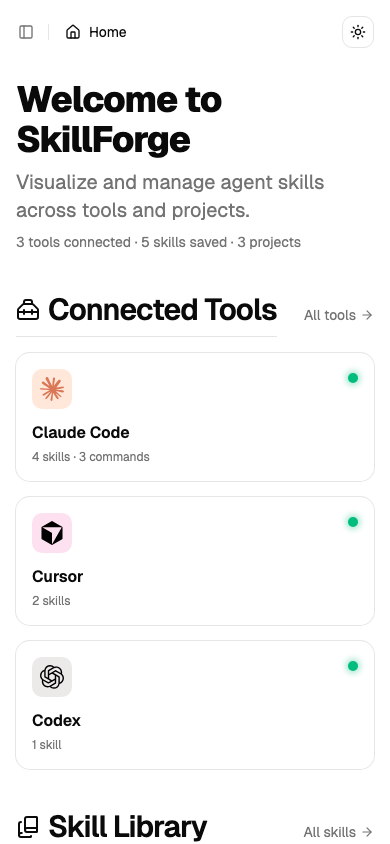 Home
Welcome to
SkillForge
Visualize and manage agent skills
across tools and projects.
3 tools connected · 5 skills saved · 3 projects
Connected Tools
All tools →
Claude Code
4 skills · 3 commands
Cursor
2 skills
Codex
1 skill
Skill Library
All skills →